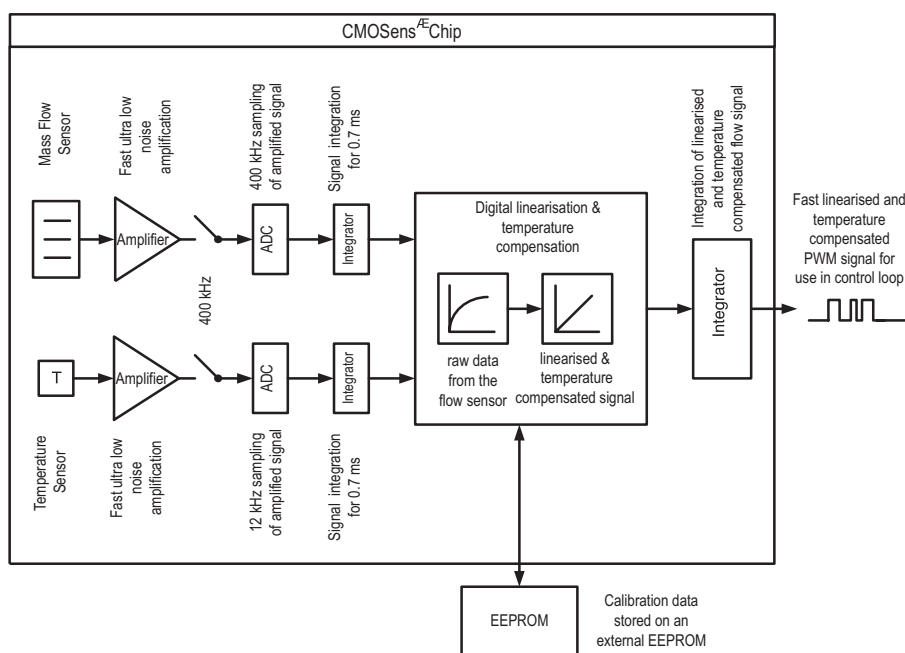 CMOSens ÆChip
Mass Flow
Sensor
Fast ultra low
noise
amplification
400 kHz sampling
of amplified signal
Signal integration
for 0.7 ms
Integration of linearised
and temperature
compensated flow signal
Amplifier
ADC
Integrator
400 kHz
Digital linearisation &
temperature
compensation
raw data
from the
flow sensor
linearised &
temperature
compensated signal
Integrator
Fast linearised and
temperature
compensated
PWM signal for
use in control loop
T
Amplifier
ADC
Integrator
Temperature
Sensor
Fast ultra low
noise
amplification
12 kHz sampling
of amplified signal
Signal integration
for 0.7 ms
EEPROM
Calibration data
stored on an
external EEPROM